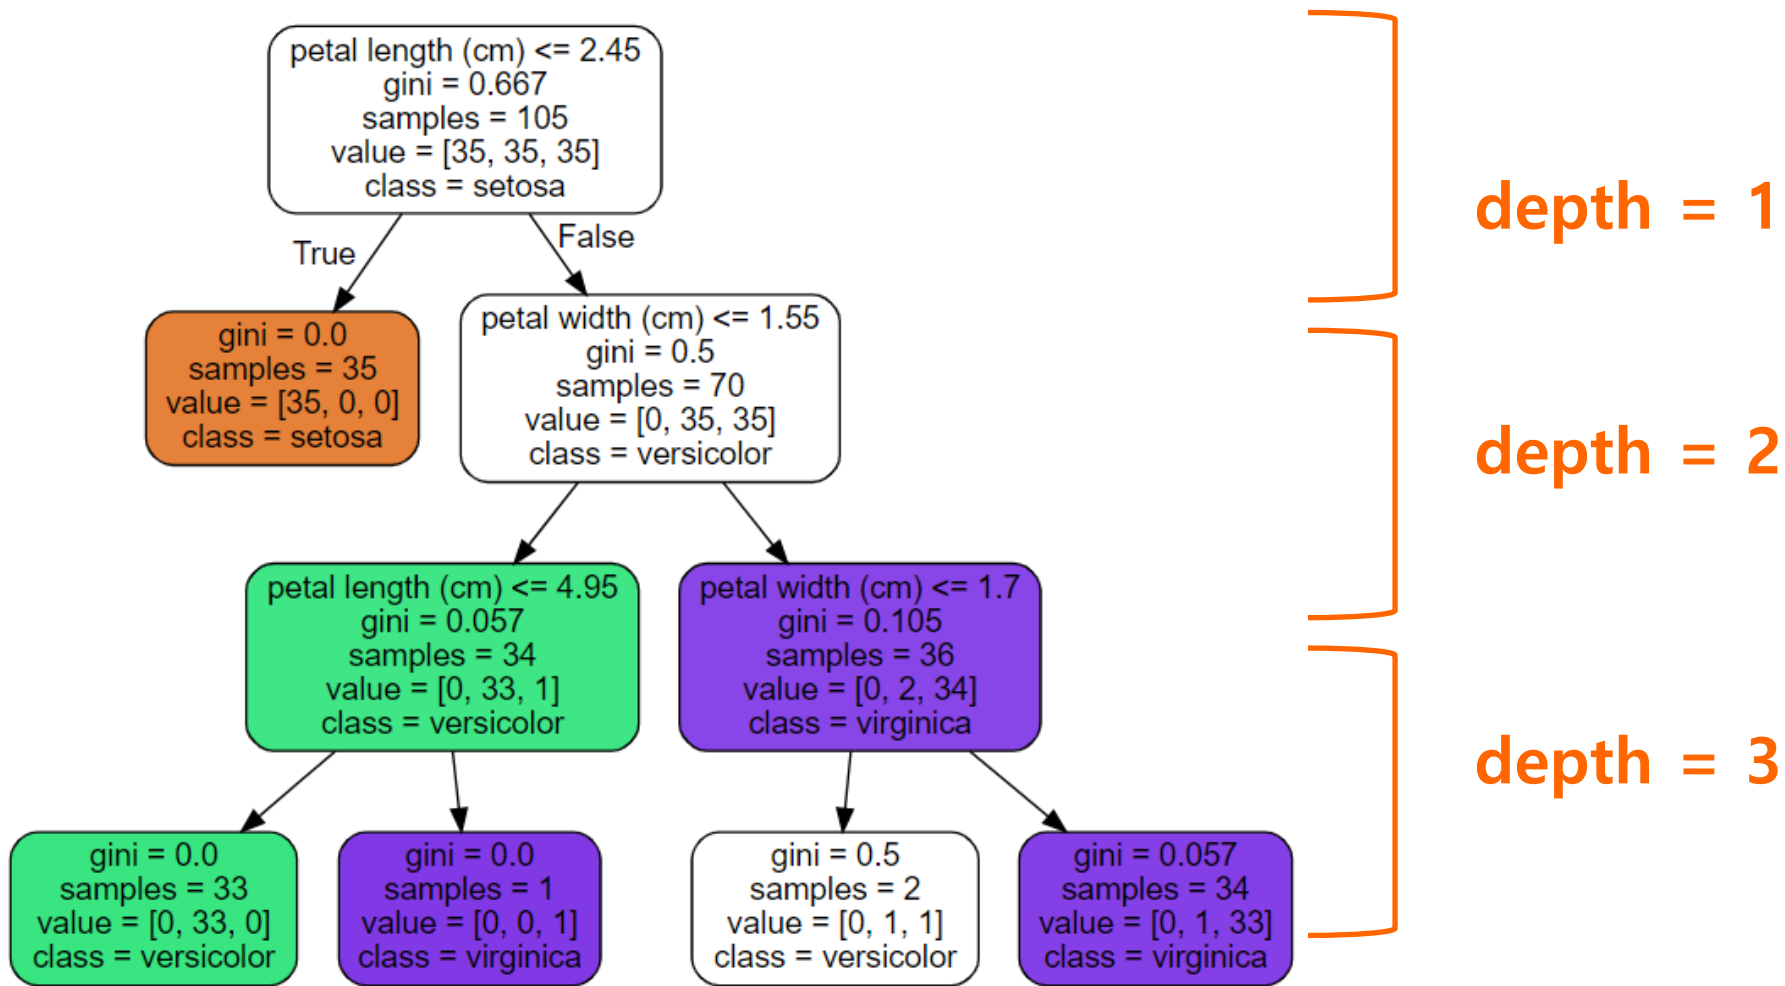 petal length (cm) <= 2.45
gini = 0.667
samples = 105
value = [35, 35, 35]
class = setosa
True
False
depth = 1
gini = 0.0
samples = 35
value = [35, 0, 0]
class = setosa
petal width (cm) <= 1.55
gini = 0.5
samples = 70
value = [0, 35, 35]
class = versicolor
depth = 2
petal length (cm) <= 4.95
gini = 0.057
samples = 34
value = [0, 33, 1]
class = versicolor
petal width (cm) <= 1.7
gini = 0.105
samples = 36
value = [0, 2, 34]
class = virginica
depth = 3
gini = 0.0
samples = 33
value = [0, 33, 0]
class = versicolor
gini = 0.0
samples = 1
value = [0, 0, 1]
class = virginica
gini = 0.5
samples = 2
value = [0, 1, 1]
class = versicolor
gini = 0.057
samples = 34
value = [0, 1, 33]
class = virginica